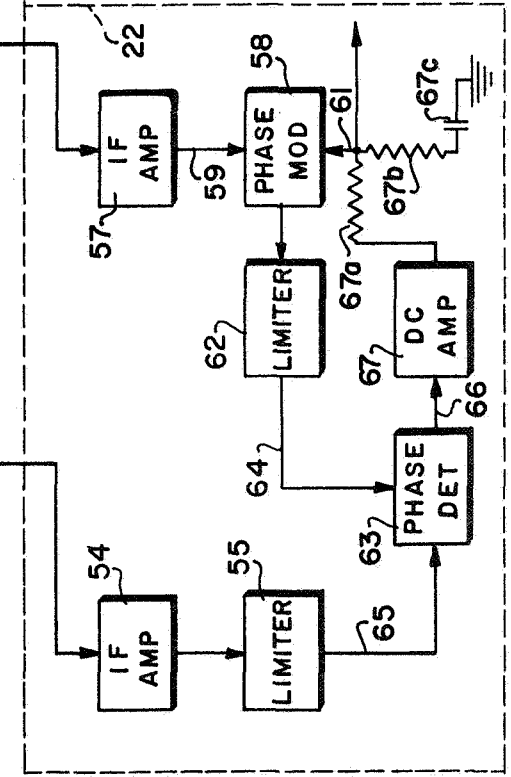 22
IF
AMP
57
59
PHASE
MOD
58
61
67a
67b
67c
LIMITER
62
64
DC
AMP
67
66
PHASE
DET
63
IF
AMP
54
LIMITER
55
65